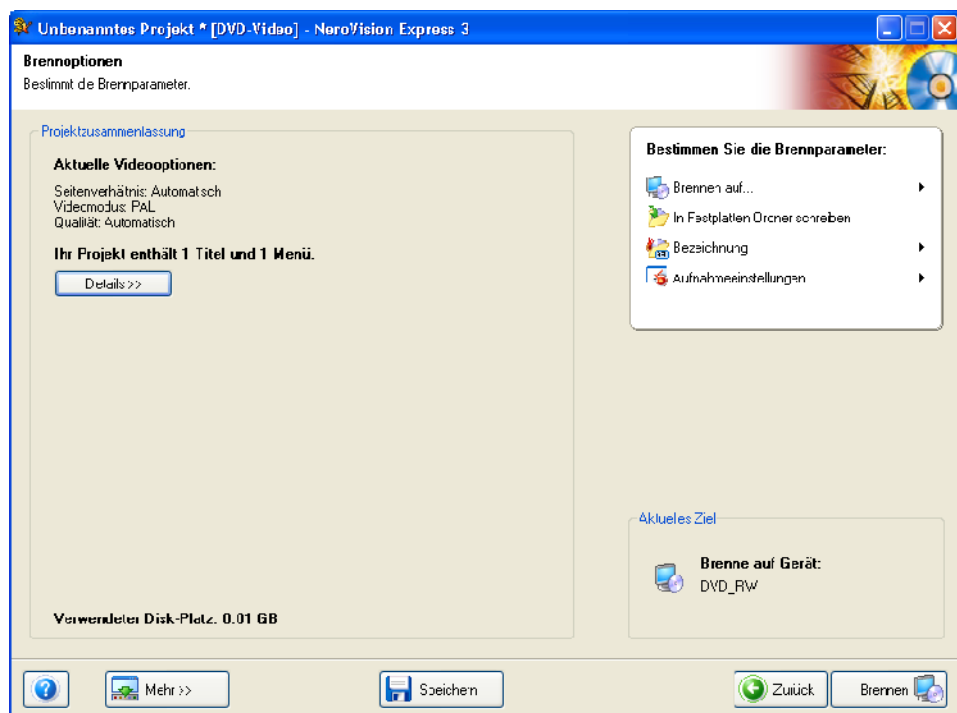 Unbenanntes Projekt * [DVD-Video] - NeroVision Express 3
Brennoptionen
Bestimmt die Brennparameter.
Projektzusammenfassung
Aktuelle Videooptionen:
Seitenverhältnis: Automatisch
Videomodus: PAL
Qualität: Automatisch
Ihr Projekt enthält 1 Titel und 1 Menü.
Details >>
Verwendeter Disk-Platz: 0.01 GB
Bestimmen Sie die Brennparameter:
Brennen auf...
In Festplatten Ordner schreiben
Bezeichnung
Aufnahmeeinstellungen
Aktuelles Ziel
Brenne auf Gerät:
DVD_RW
Mehr >>
Speichern
Zurück
Brennen